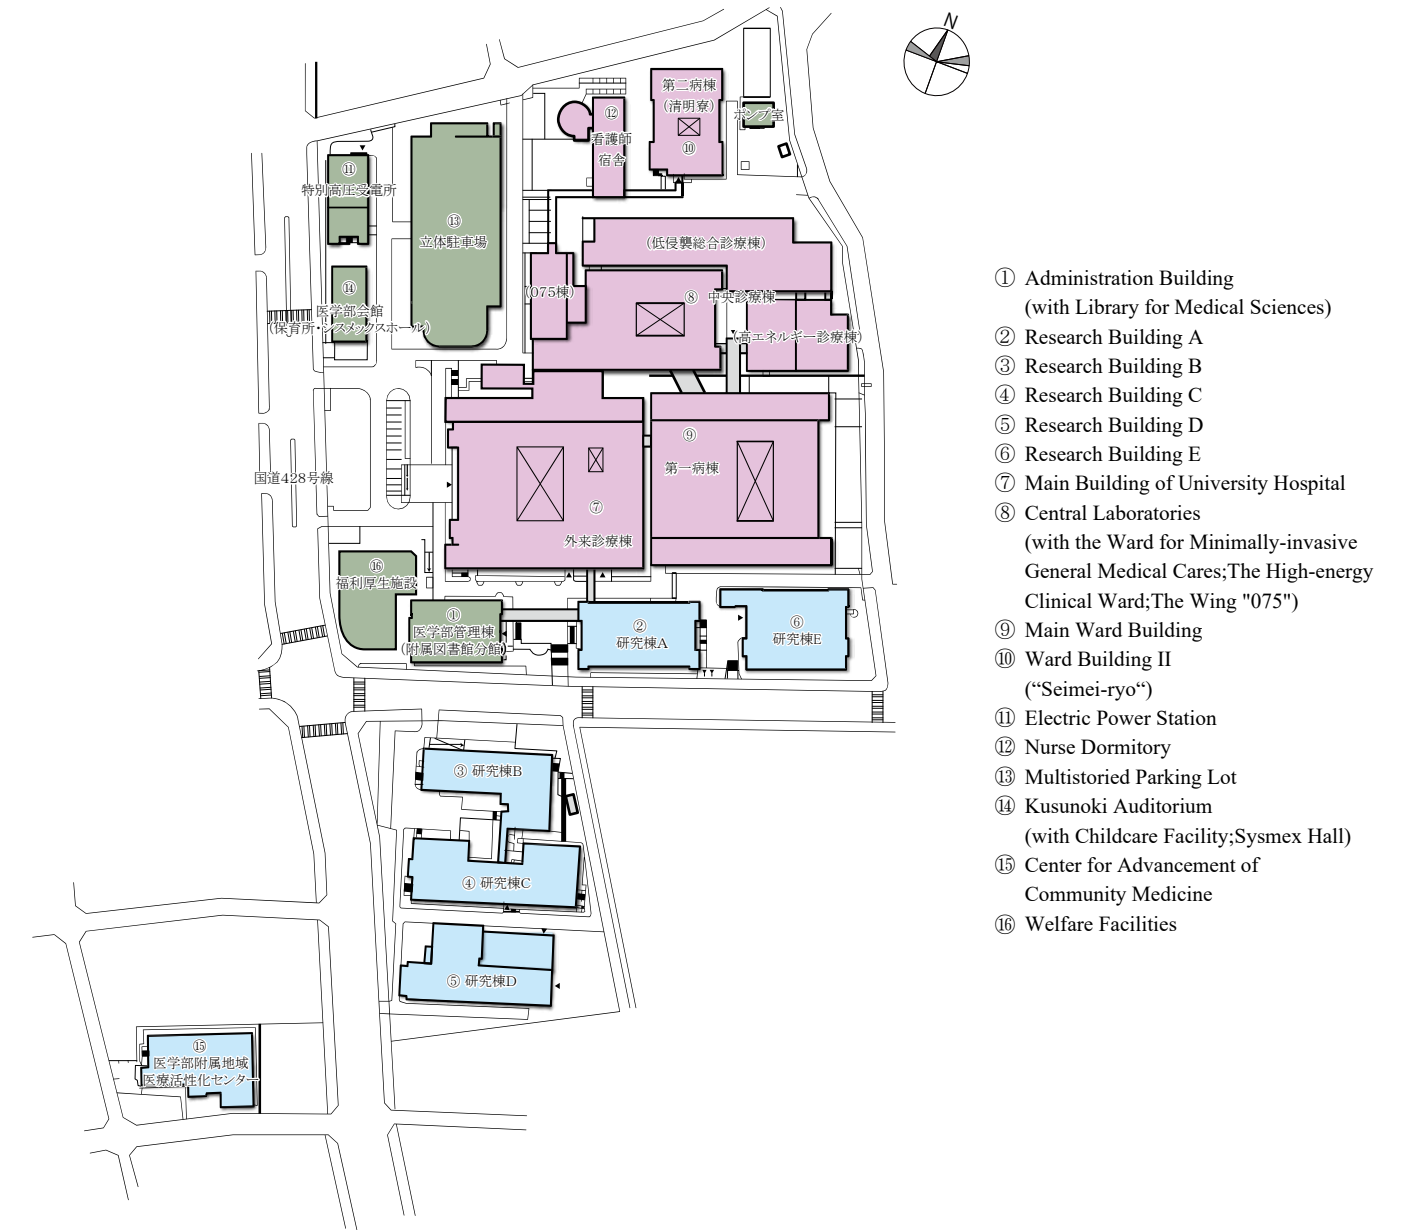 N
第二病棟
(清明寮)
⑩
⑫
看護師
宿舎
ポンプ室
⑪
特別高圧受電所
⑬
立体駐車場
(低侵襲総合診療棟)
⑭
医学部会館
(保育所・シスメックスホール)
(075棟)
⑧ 中央診療棟
(高エネルギー診療棟)
国道428号線
⑨
第一病棟
⑦
外来診療棟
⑯
福利厚生施設
①
医学部管理棟
(附属図書館分館)
②
研究棟A
⑥
研究棟E
③ 研究棟B
④ 研究棟C
⑤ 研究棟D
⑮
医学部附属地域
医療活性化センター
① Administration Building
(with Library for Medical Sciences)
② Research Building A
③ Research Building B
④ Research Building C
⑤ Research Building D
⑥ Research Building E
⑦ Main Building of University Hospital
⑧ Central Laboratories
(with the Ward for Minimally-invasive
General Medical Cares;The High-energy
Clinical Ward;The Wing "075")
⑨ Main Ward Building
⑩ Ward Building II
(“Seimei-ryo“)
⑪ Electric Power Station
⑫ Nurse Dormitory
⑬ Multistoried Parking Lot
⑭ Kusunoki Auditorium
(with Childcare Facility;Sysmex Hall)
⑮ Center for Advancement of
Community Medicine
⑯ Welfare Facilities